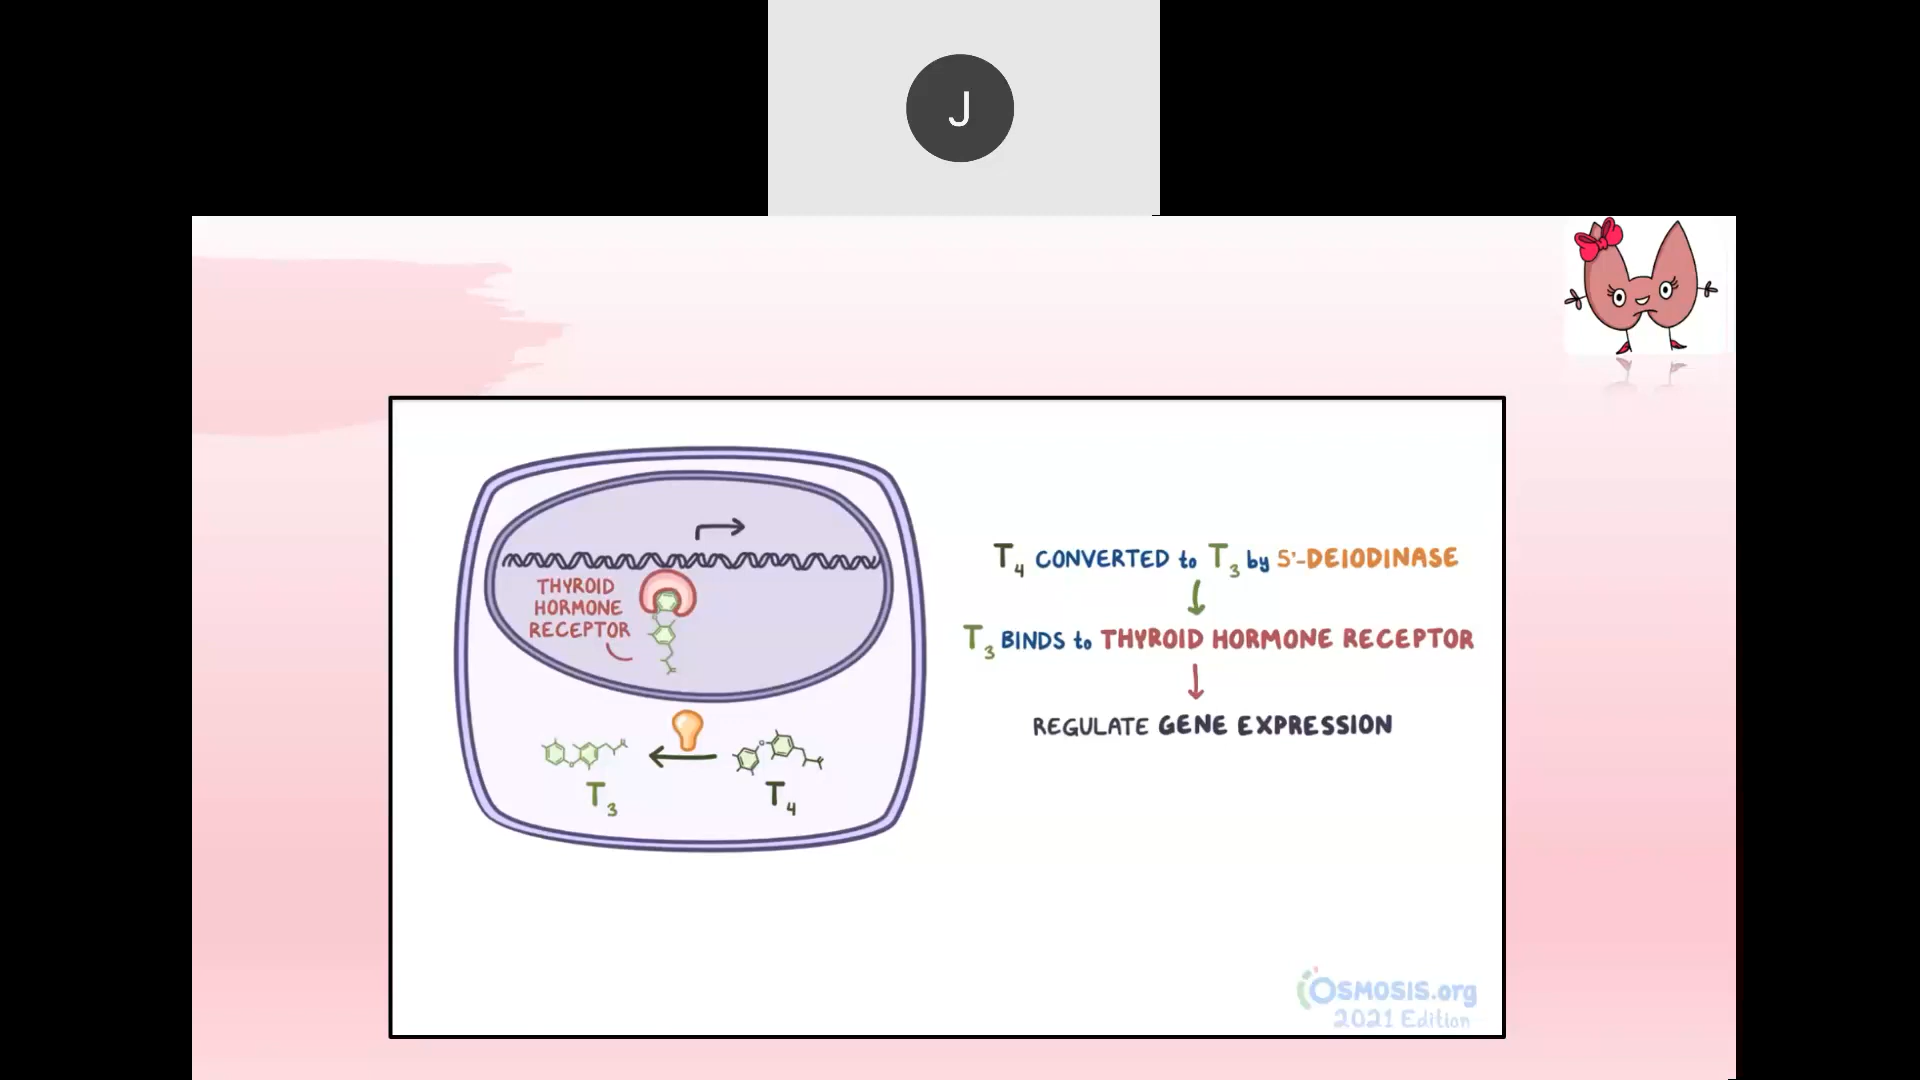 J
THYROID
HORMONE
RECEPTOR
T3
T4
T4 CONVERTED to T3 by 5'-DEIODINASE
T3 BINDS to THYROID HORMONE RECEPTOR
REGULATE GENE EXPRESSION
OSMOSIS.org
2021 Edition